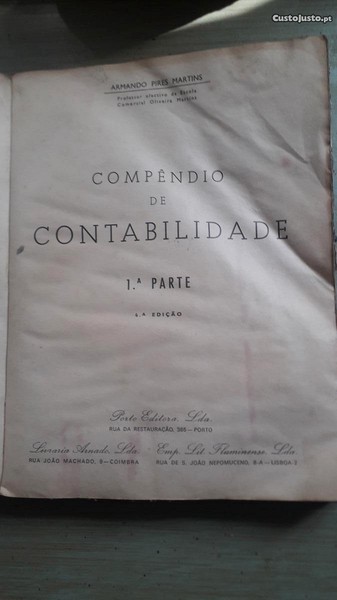 CustoJusto.pt
ARMANDO PIRES MARTINS
Professor efectivo da Escola
Comercial Oliveira Martins
COMPÊNDIO
DE
CONTABILIDADE
1.ª PARTE
EDIÇÃO
Porto Editora, Lda.
RUA DA RESTAURAÇÃO, 365 — PORTO
Livraria Arnado, Lda.
RUA JOÃO MACHADO, 9 — COIMBRA
Emp. Lit. Fluminense, Lda.
RUA DE S. JOÃO NEPOMUCENO, 8-A — LISBOA-2